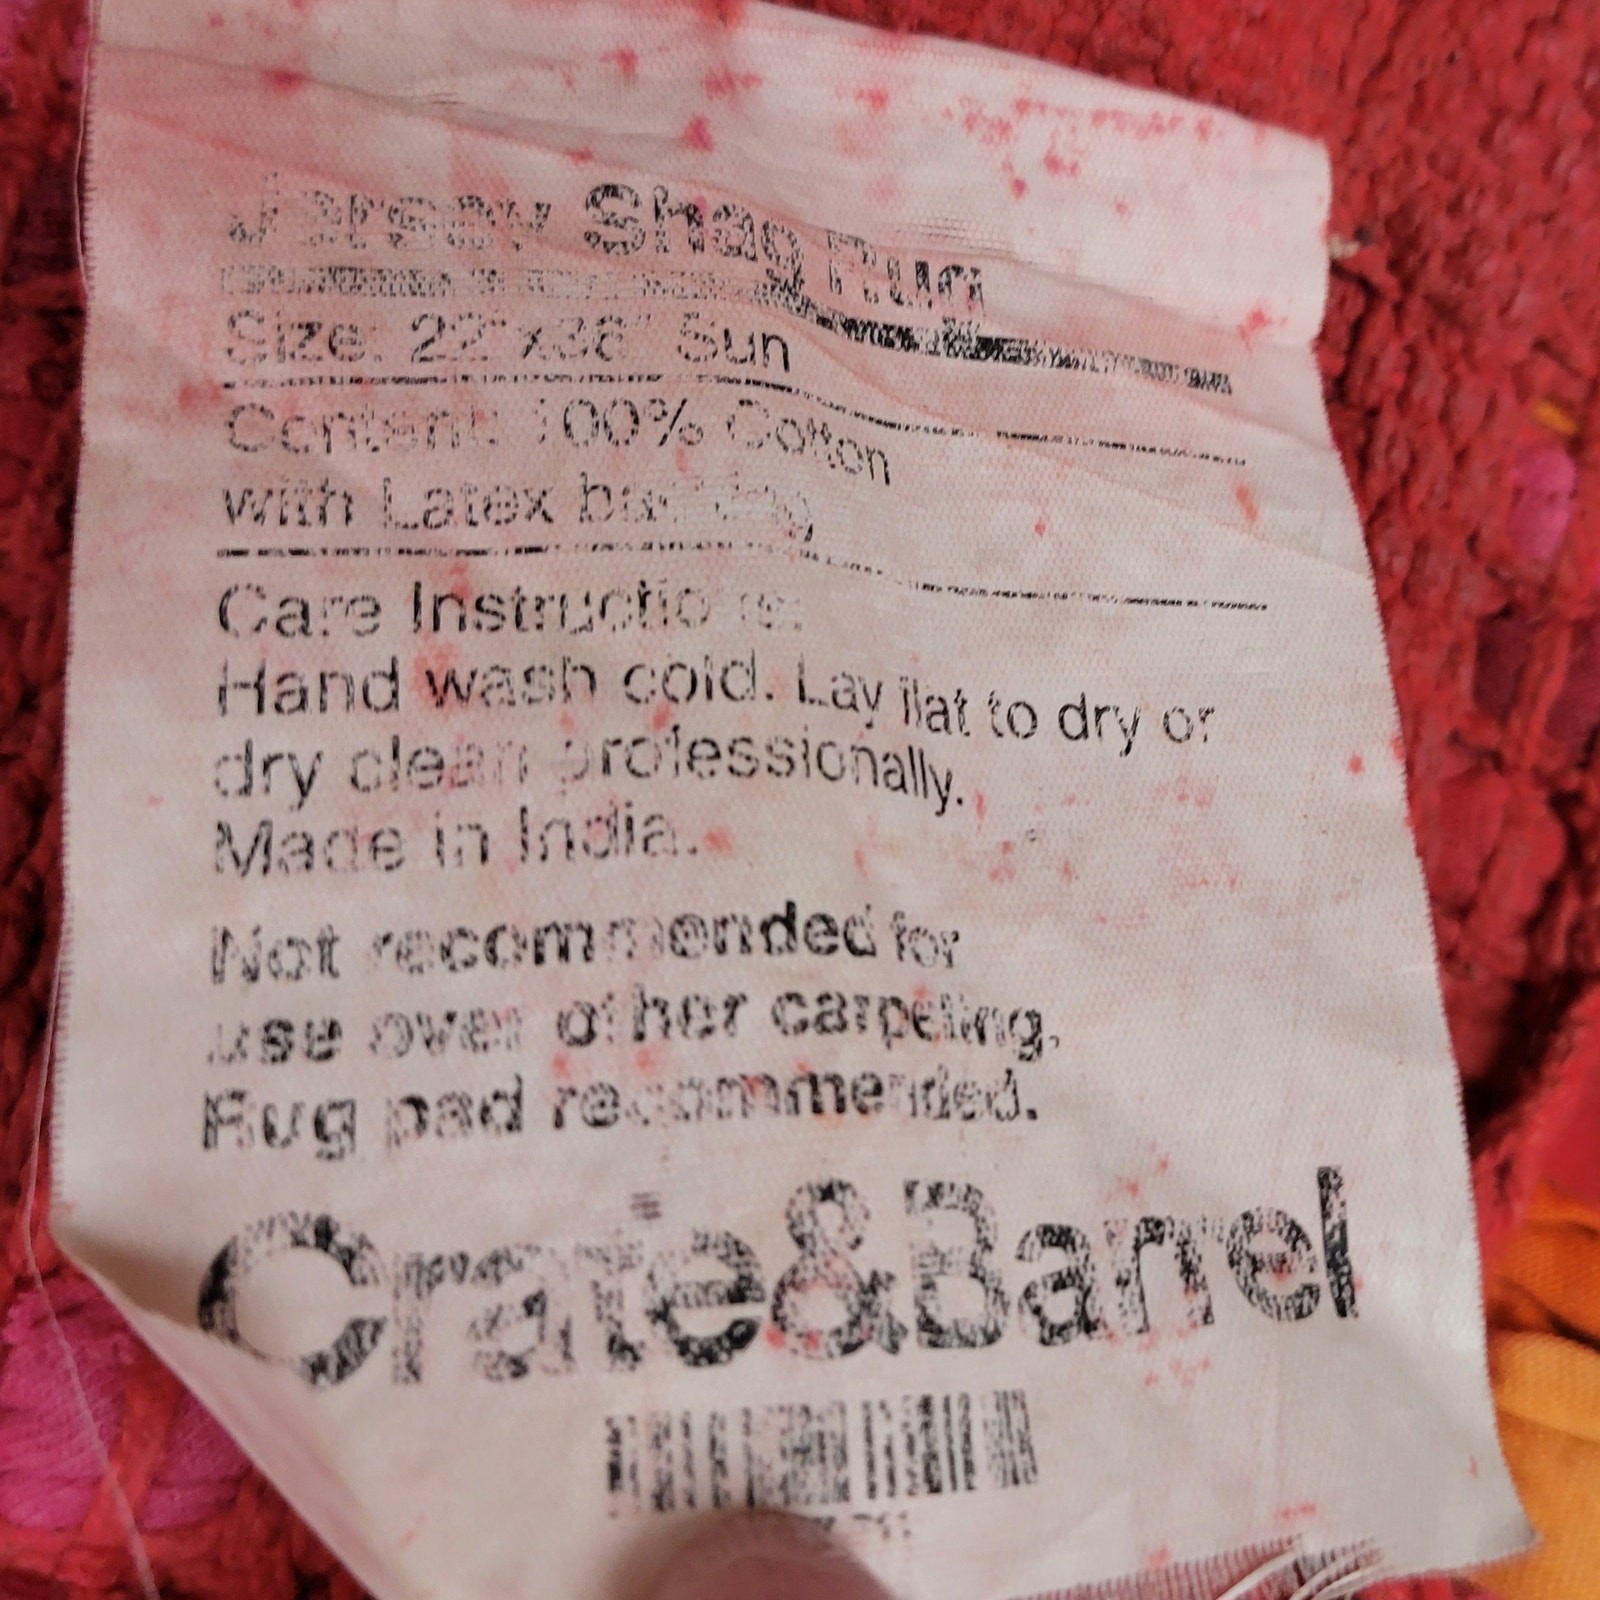 Jersey Shag Rug
Size: 22"x36" Sun
Content: 100% Cotton
with Latex backing
Care Instructions:
Hand wash cold. Lay flat to dry or
dry clean professionally.
Made in India.
Not recommended for
use over other carpeting.
Rug pad recommended.
Crate&Barrel